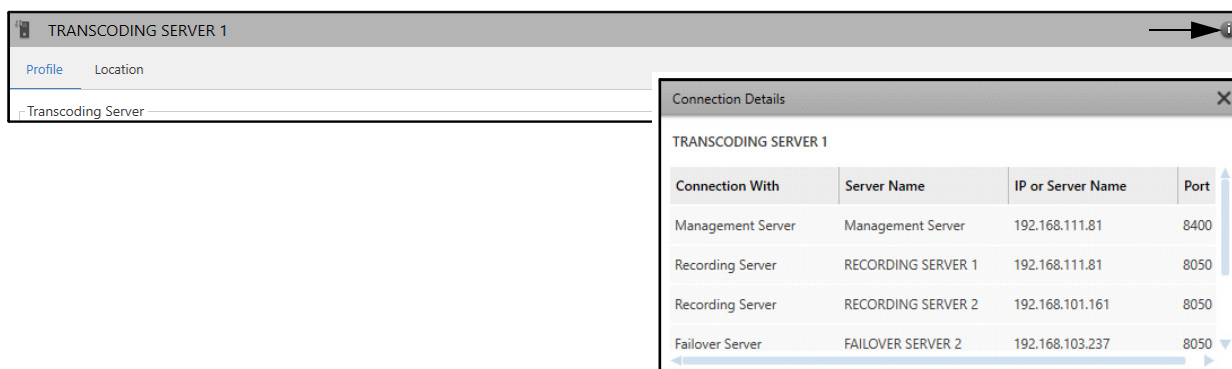 TRANSCODING SERVER 1
Profile Location
Transcoding Server
Connection Details
TRANSCODING SERVER 1
Connection With Server Name IP or Server Name Port
Management Server Management Server 192.168.111.81 8400
Recording Server RECORDING SERVER 1 192.168.111.81 8050
Recording Server RECORDING SERVER 2 192.168.101.161 8050
Failover Server FAILOVER SERVER 2 192.168.103.237 8050